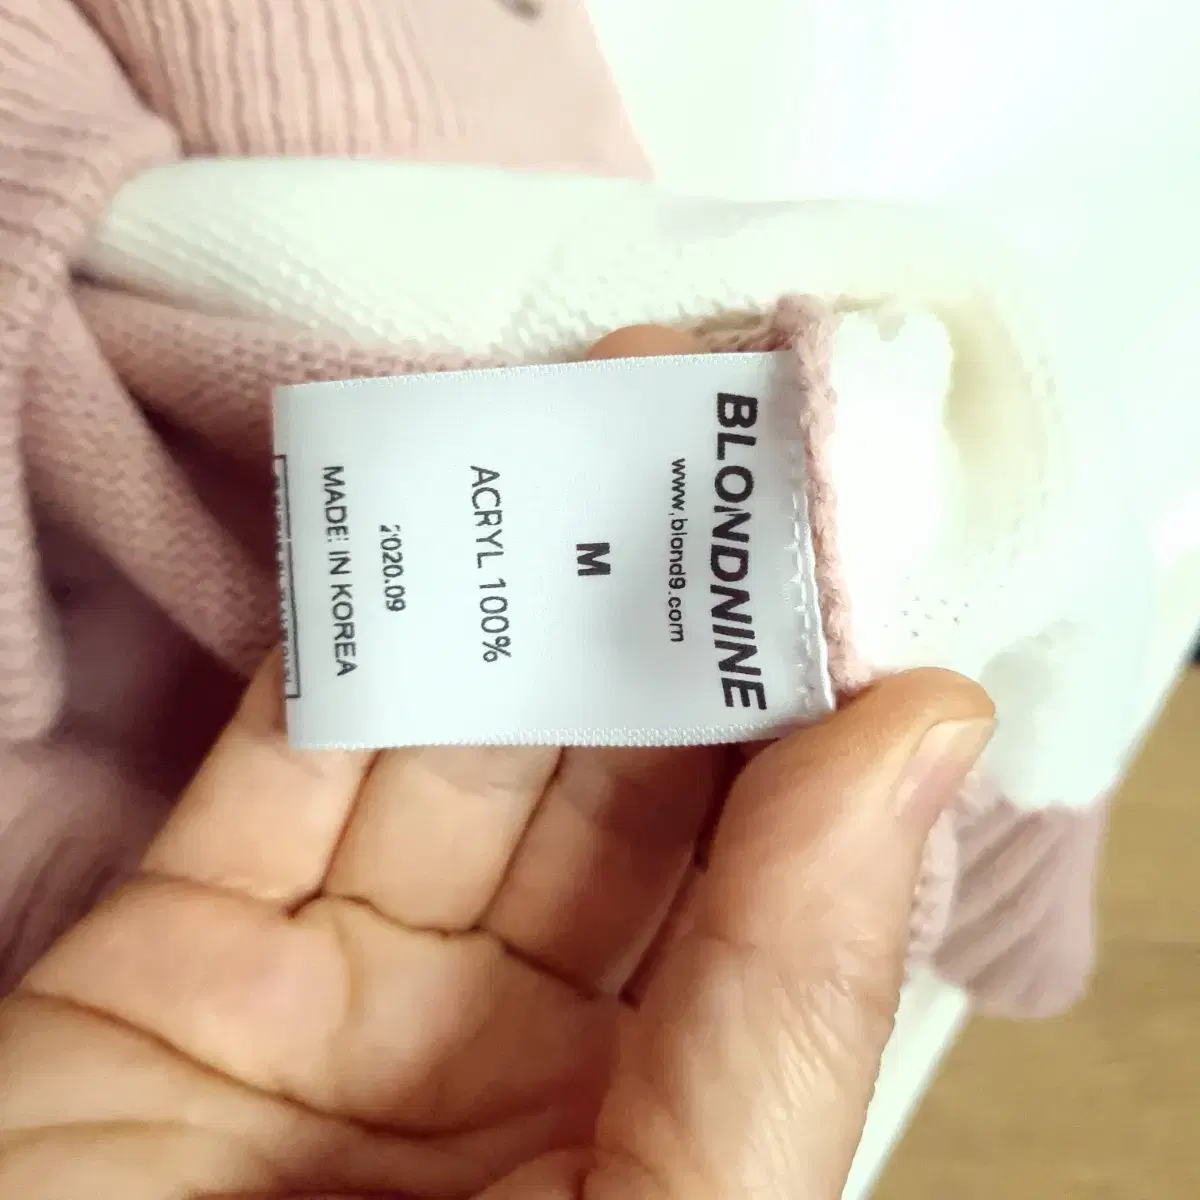 BLONDNINE
www.blond9.com
M
ACRYL 100%
2020.09
MADE IN KOREA